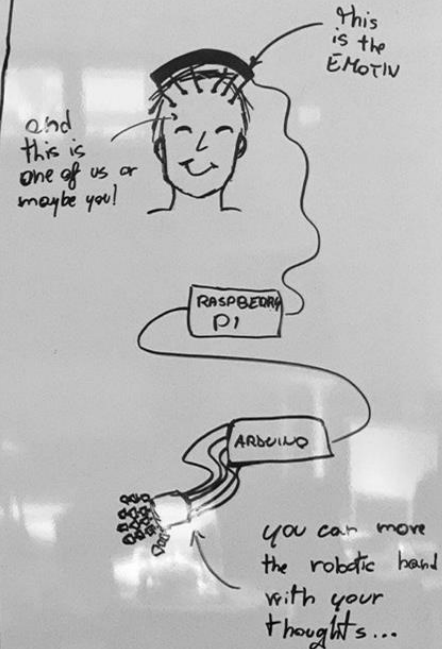 this
is the
EMOTIV
and
this is
one of us or
maybe you!
RASPBERRY
PI
ARDUINO
you can move
the robotic hand
with your
thoughts...